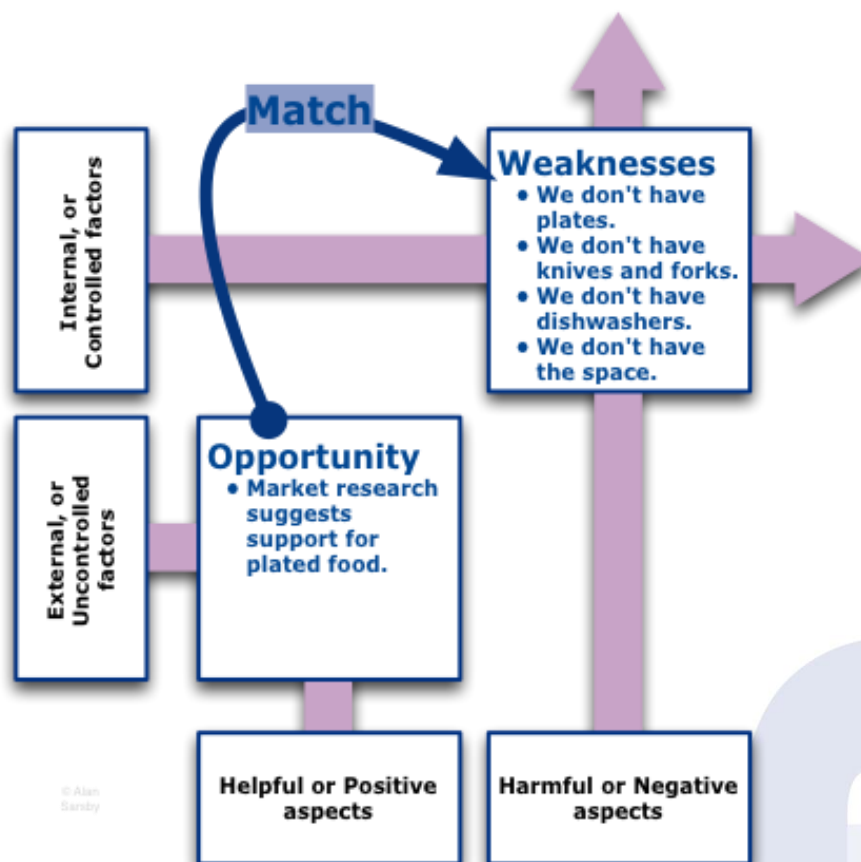 Match
Internal, or
Controlled factors
Weaknesses
• We don't have
plates.
• We don't have
knives and forks.
• We don't have
dishwashers.
• We don't have
the space.
External, or
Uncontrolled
factors
Opportunity
• Market research
suggests
support for
plated food.
Helpful or Positive
aspects
Harmful or Negative
aspects
© Alan
Sarsby